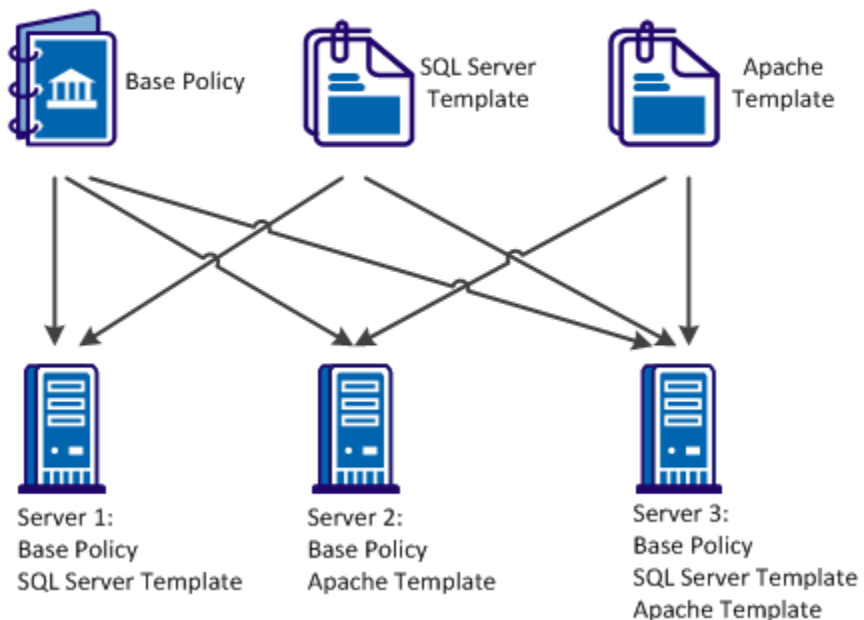 Base Policy
SQL Server
Template
Apache
Template
Server 1:
Base Policy
SQL Server Template
Server 2:
Base Policy
Apache Template
Server 3:
Base Policy
SQL Server Template
Apache Template